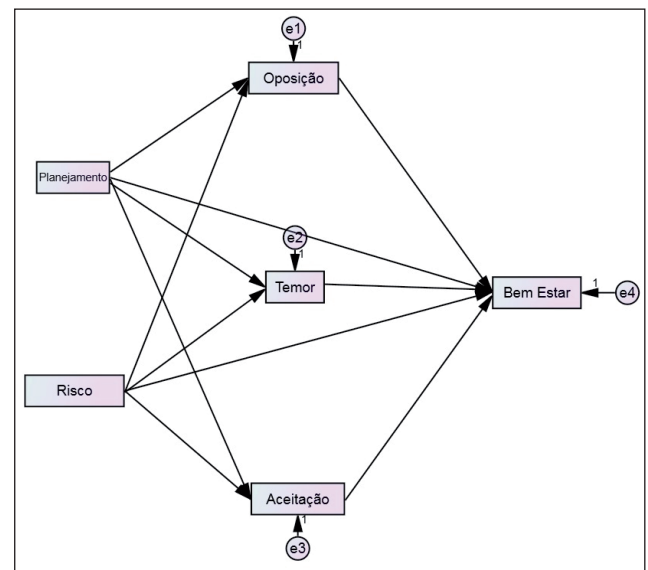 e1
1
Oposição
Planejamento
e2
1
Temor
Bem Estar
1
e4
Risco
Aceitação
1
e3